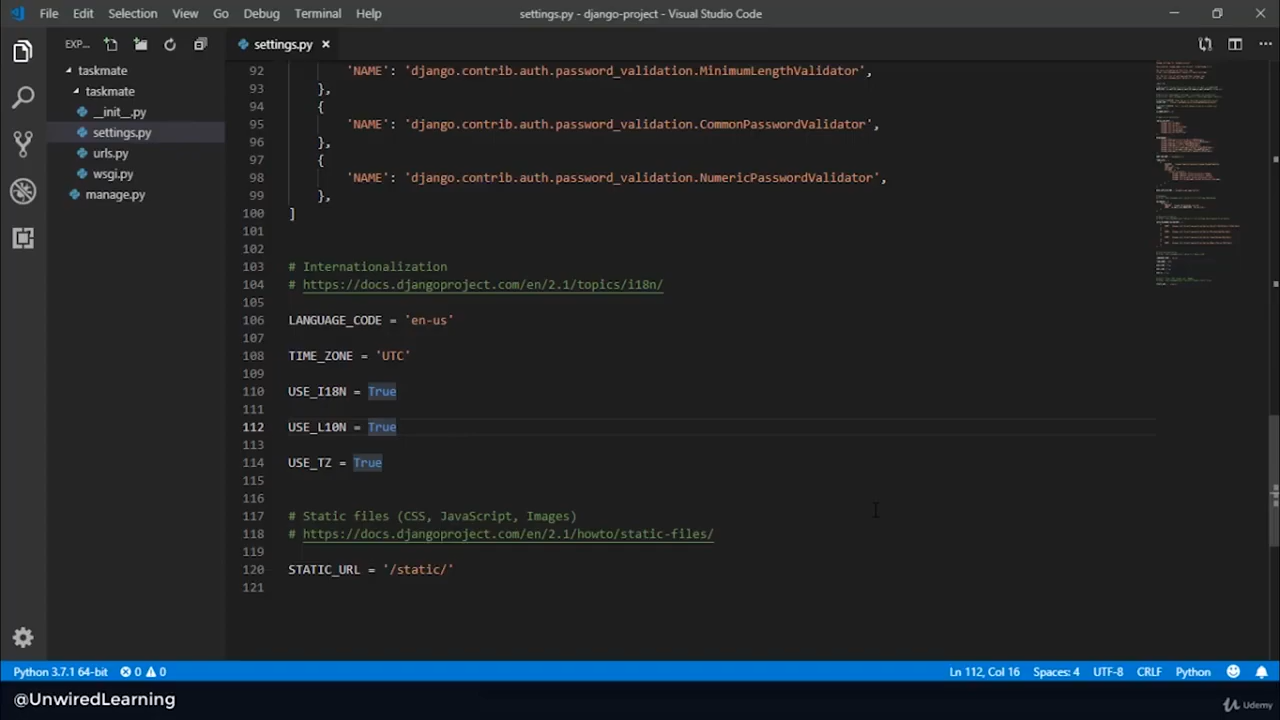 File Edit Selection View Go Debug Terminal Help
settings.py - django-project - Visual Studio Code
EXP...
settings.py
taskmate
taskmate
__init__.py
settings.py
urls.py
wsgi.py
manage.py
92 'NAME': 'django.contrib.auth.password_validation.MinimumLengthValidator',
93 },
94 {
95 'NAME': 'django.contrib.auth.password_validation.CommonPasswordValidator',
96 },
97 {
98 'NAME': 'django.contrib.auth.password_validation.NumericPasswordValidator',
99 },
100 ]
101
102
103 # Internationalization
104 # https://docs.djangoproject.com/en/2.1/topics/i18n/
105
106 LANGUAGE_CODE = 'en-us'
107
108 TIME_ZONE = 'UTC'
109
110 USE_I18N = True
111
112 USE_L10N = True
113
114 USE_TZ = True
115
116
117 # Static files (CSS, JavaScript, Images)
118 # https://docs.djangoproject.com/en/2.1/howto/static-files/
119
120 STATIC_URL = '/static/'
121
Python 3.7.1 64-bit 0 0 Ln 112, Col 16 Spaces: 4 UTF-8 CRLF Python
@UnwiredLearning
Udemy